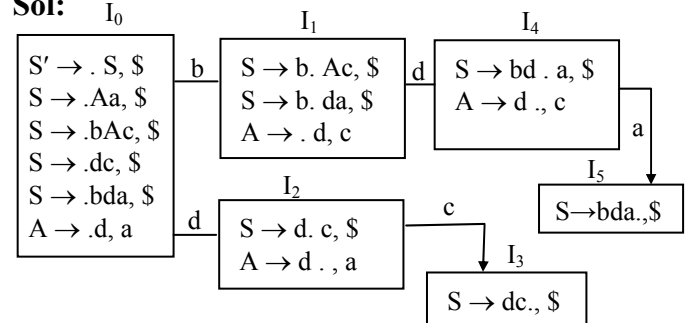 Sol:
I0
S′ → . S, $
S → .Aa, $
S → .bAc, $
S → .dc, $
S → .bda, $
A → .d, a
b
I1
S → b. Ac, $
S → b. da, $
A → . d, c
d
I4
S → bd . a, $
A → d ., c
a
I5
S→bda.,$
d
I2
S → d. c, $
A → d . , a
c
I3
S → dc., $